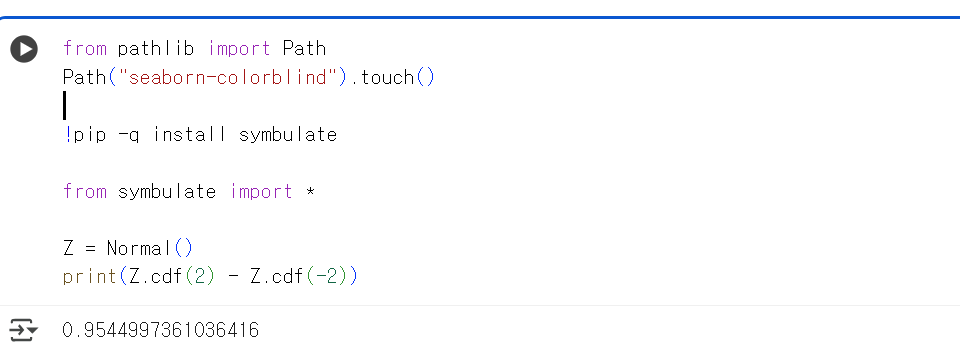 from pathlib import Path
Path("seaborn-colorblind").touch()
!pip -q install symbulate
from symbulate import *
Z = Normal()
print(Z.cdf(2) - Z.cdf(-2))
0.9544997361036416